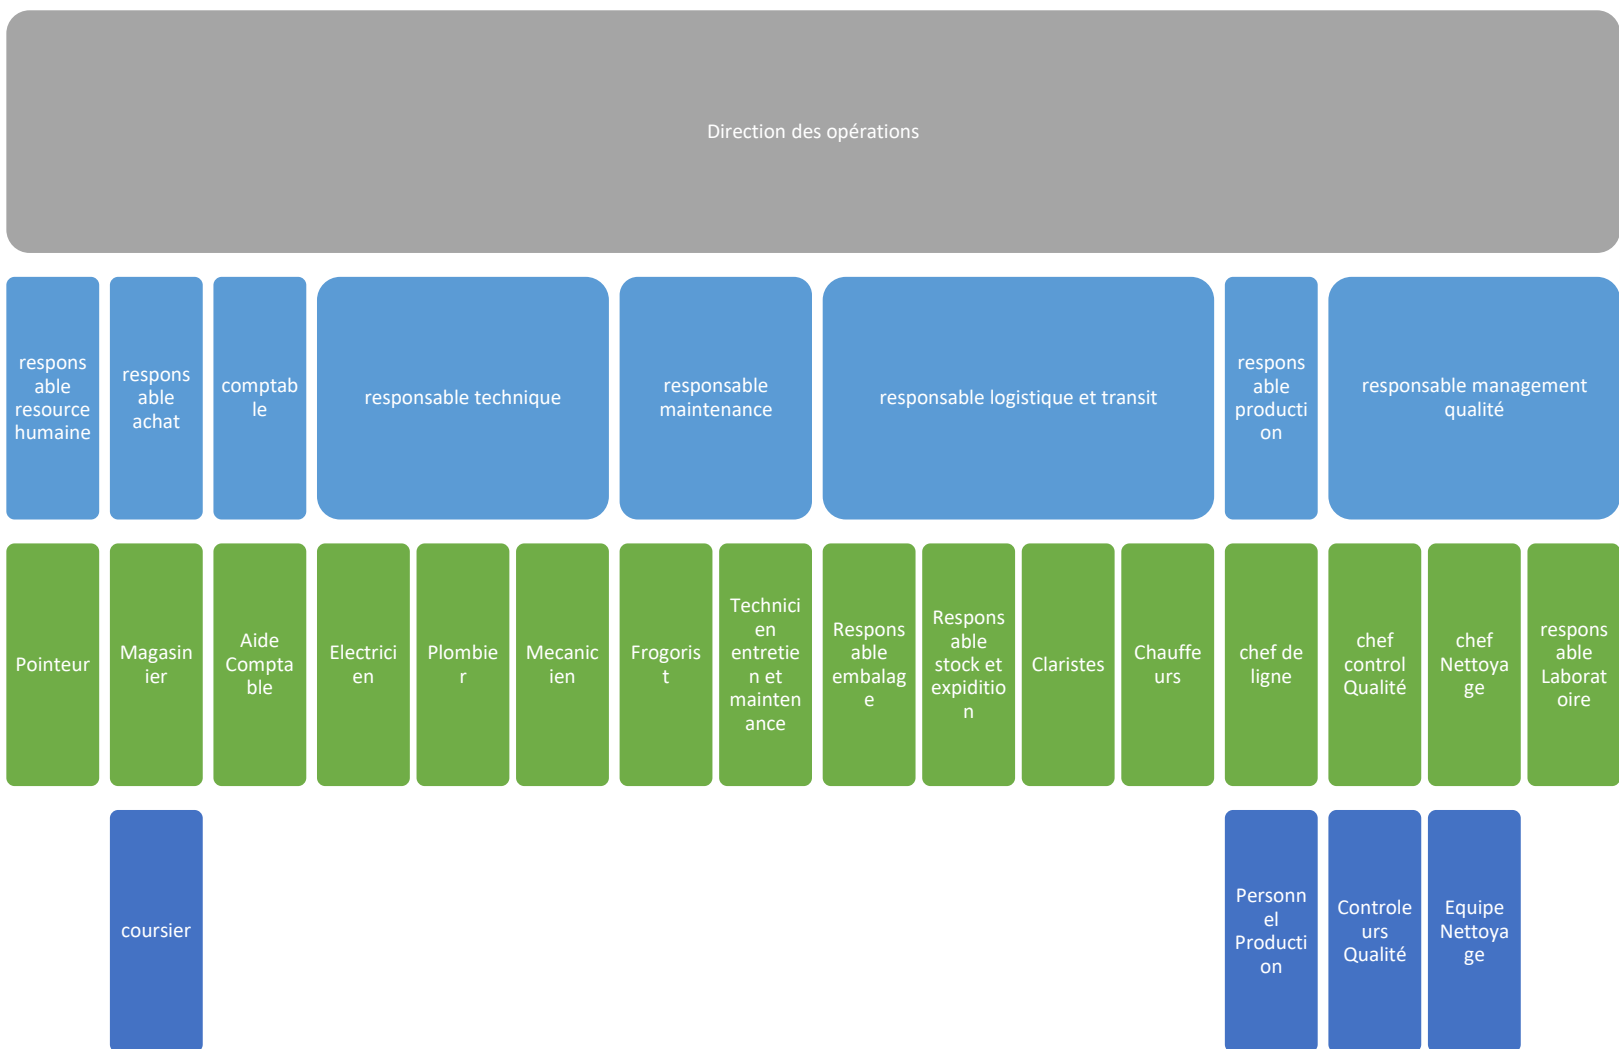 Direction des opérations
respons
able
resource
humaine
respons
able
achat
comptab
le
responsable technique
responsable
maintenance
responsable logistique et transit
respons
able
producti
on
responsable management
qualité
Pointeur
Magasin
ier
Aide
Compta
ble
Electrici
en
Plombie
r
Mecanic
ien
Frogoris
t
Technici
en
entretie
n et
mainten
ance
Respons
able
embalag
e
Respons
able
stock et
expiditio
n
Claristes
Chauffe
urs
chef de
ligne
chef
control
Qualité
chef
Nettoya
ge
respons
able
Laborat
oire
coursier
Personn
el
Producti
on
Controle
urs
Qualité
Equipe
Nettoya
ge